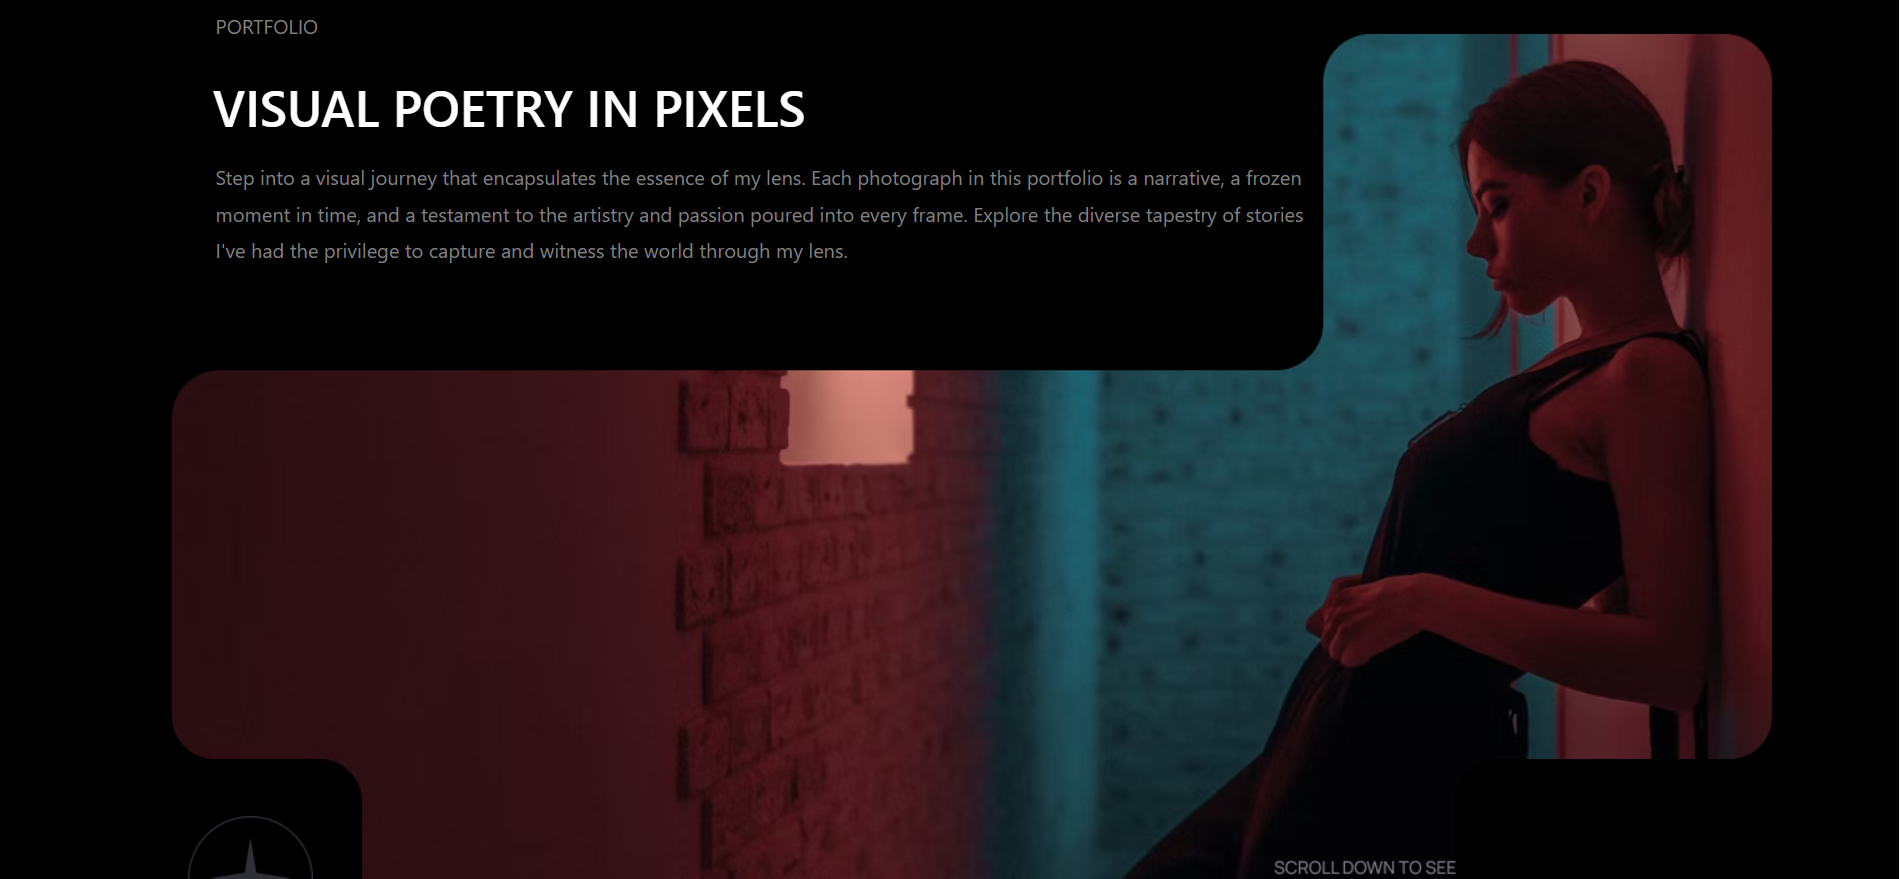 PORTFOLIO
VISUAL POETRY IN PIXELS
Step into a visual journey that encapsulates the essence of my lens. Each photograph in this portfolio is a narrative, a frozen
moment in time, and a testament to the artistry and passion poured into every frame. Explore the diverse tapestry of stories
I've had the privilege to capture and witness the world through my lens.
SCROLL DOWN TO SEE